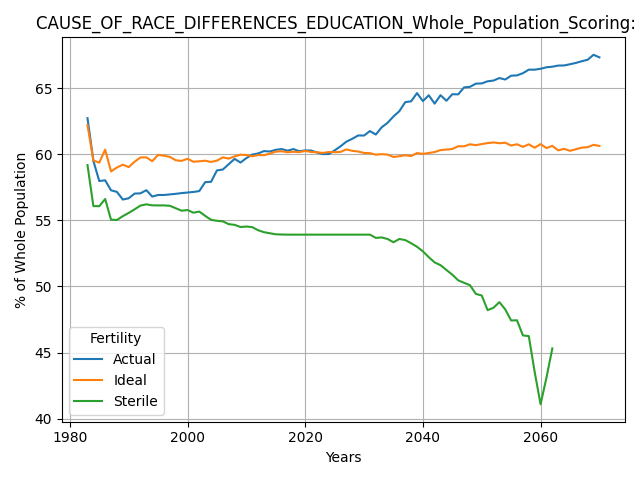 CAUSE_OF_RACE_DIFFERENCES_EDUCATION_Whole_Population_Scoring:
% of Whole Population
65
60
55
50
45
40
Fertility
Actual
Ideal
Sterile
1980
2000
2020
2040
2060
Years